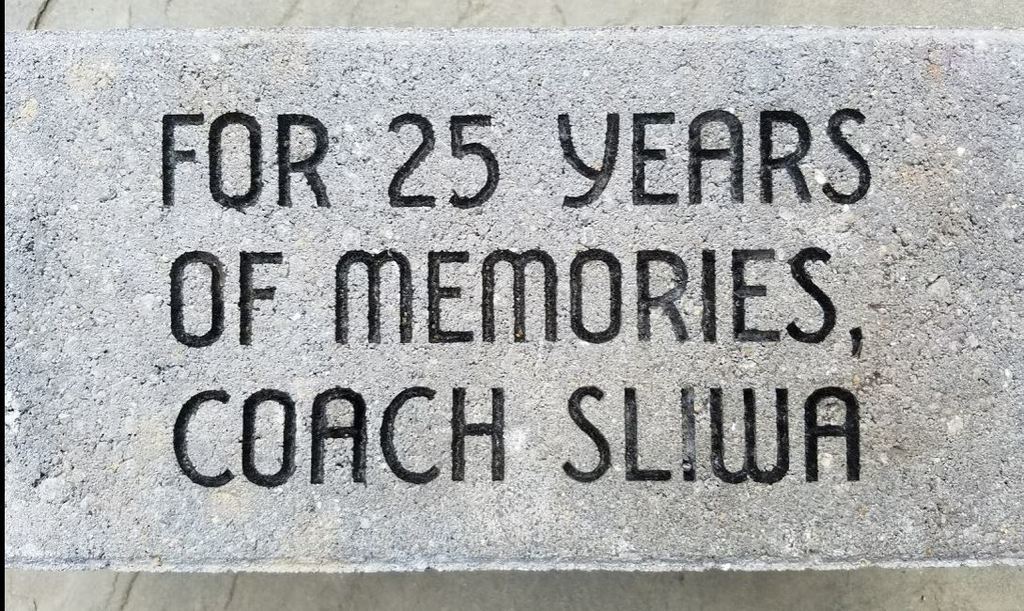 FOR 25 YEARS
OF MEMORIES,
COACH SLIWA